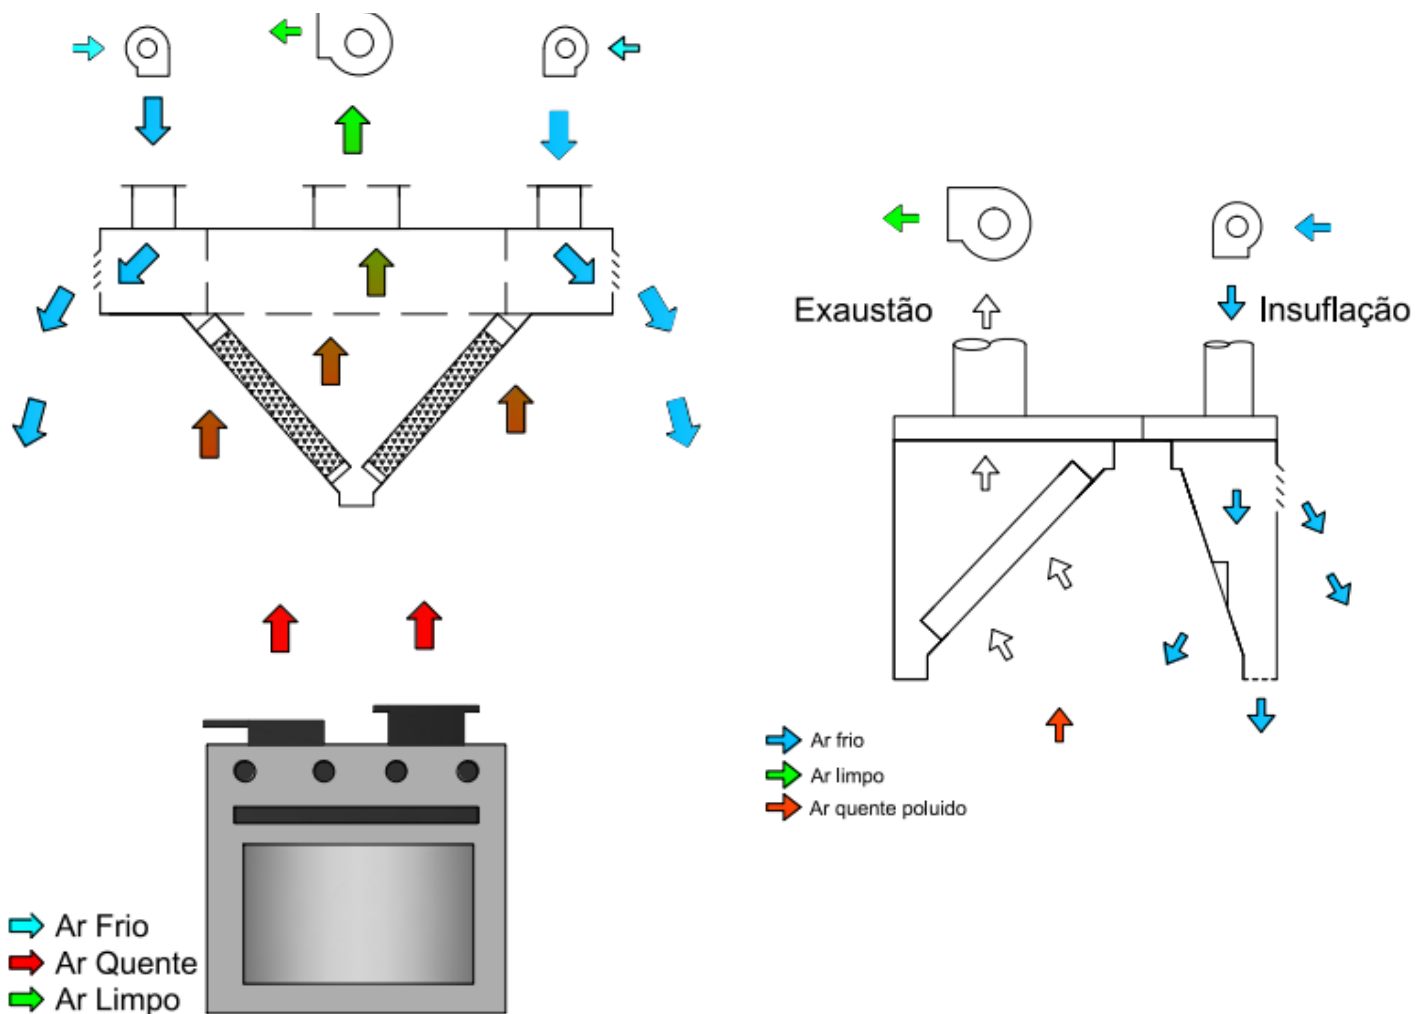 Exaustão
Insuflação
Ar frio
Ar limpo
Ar quente poluido
Ar Frio
Ar Quente
Ar Limpo